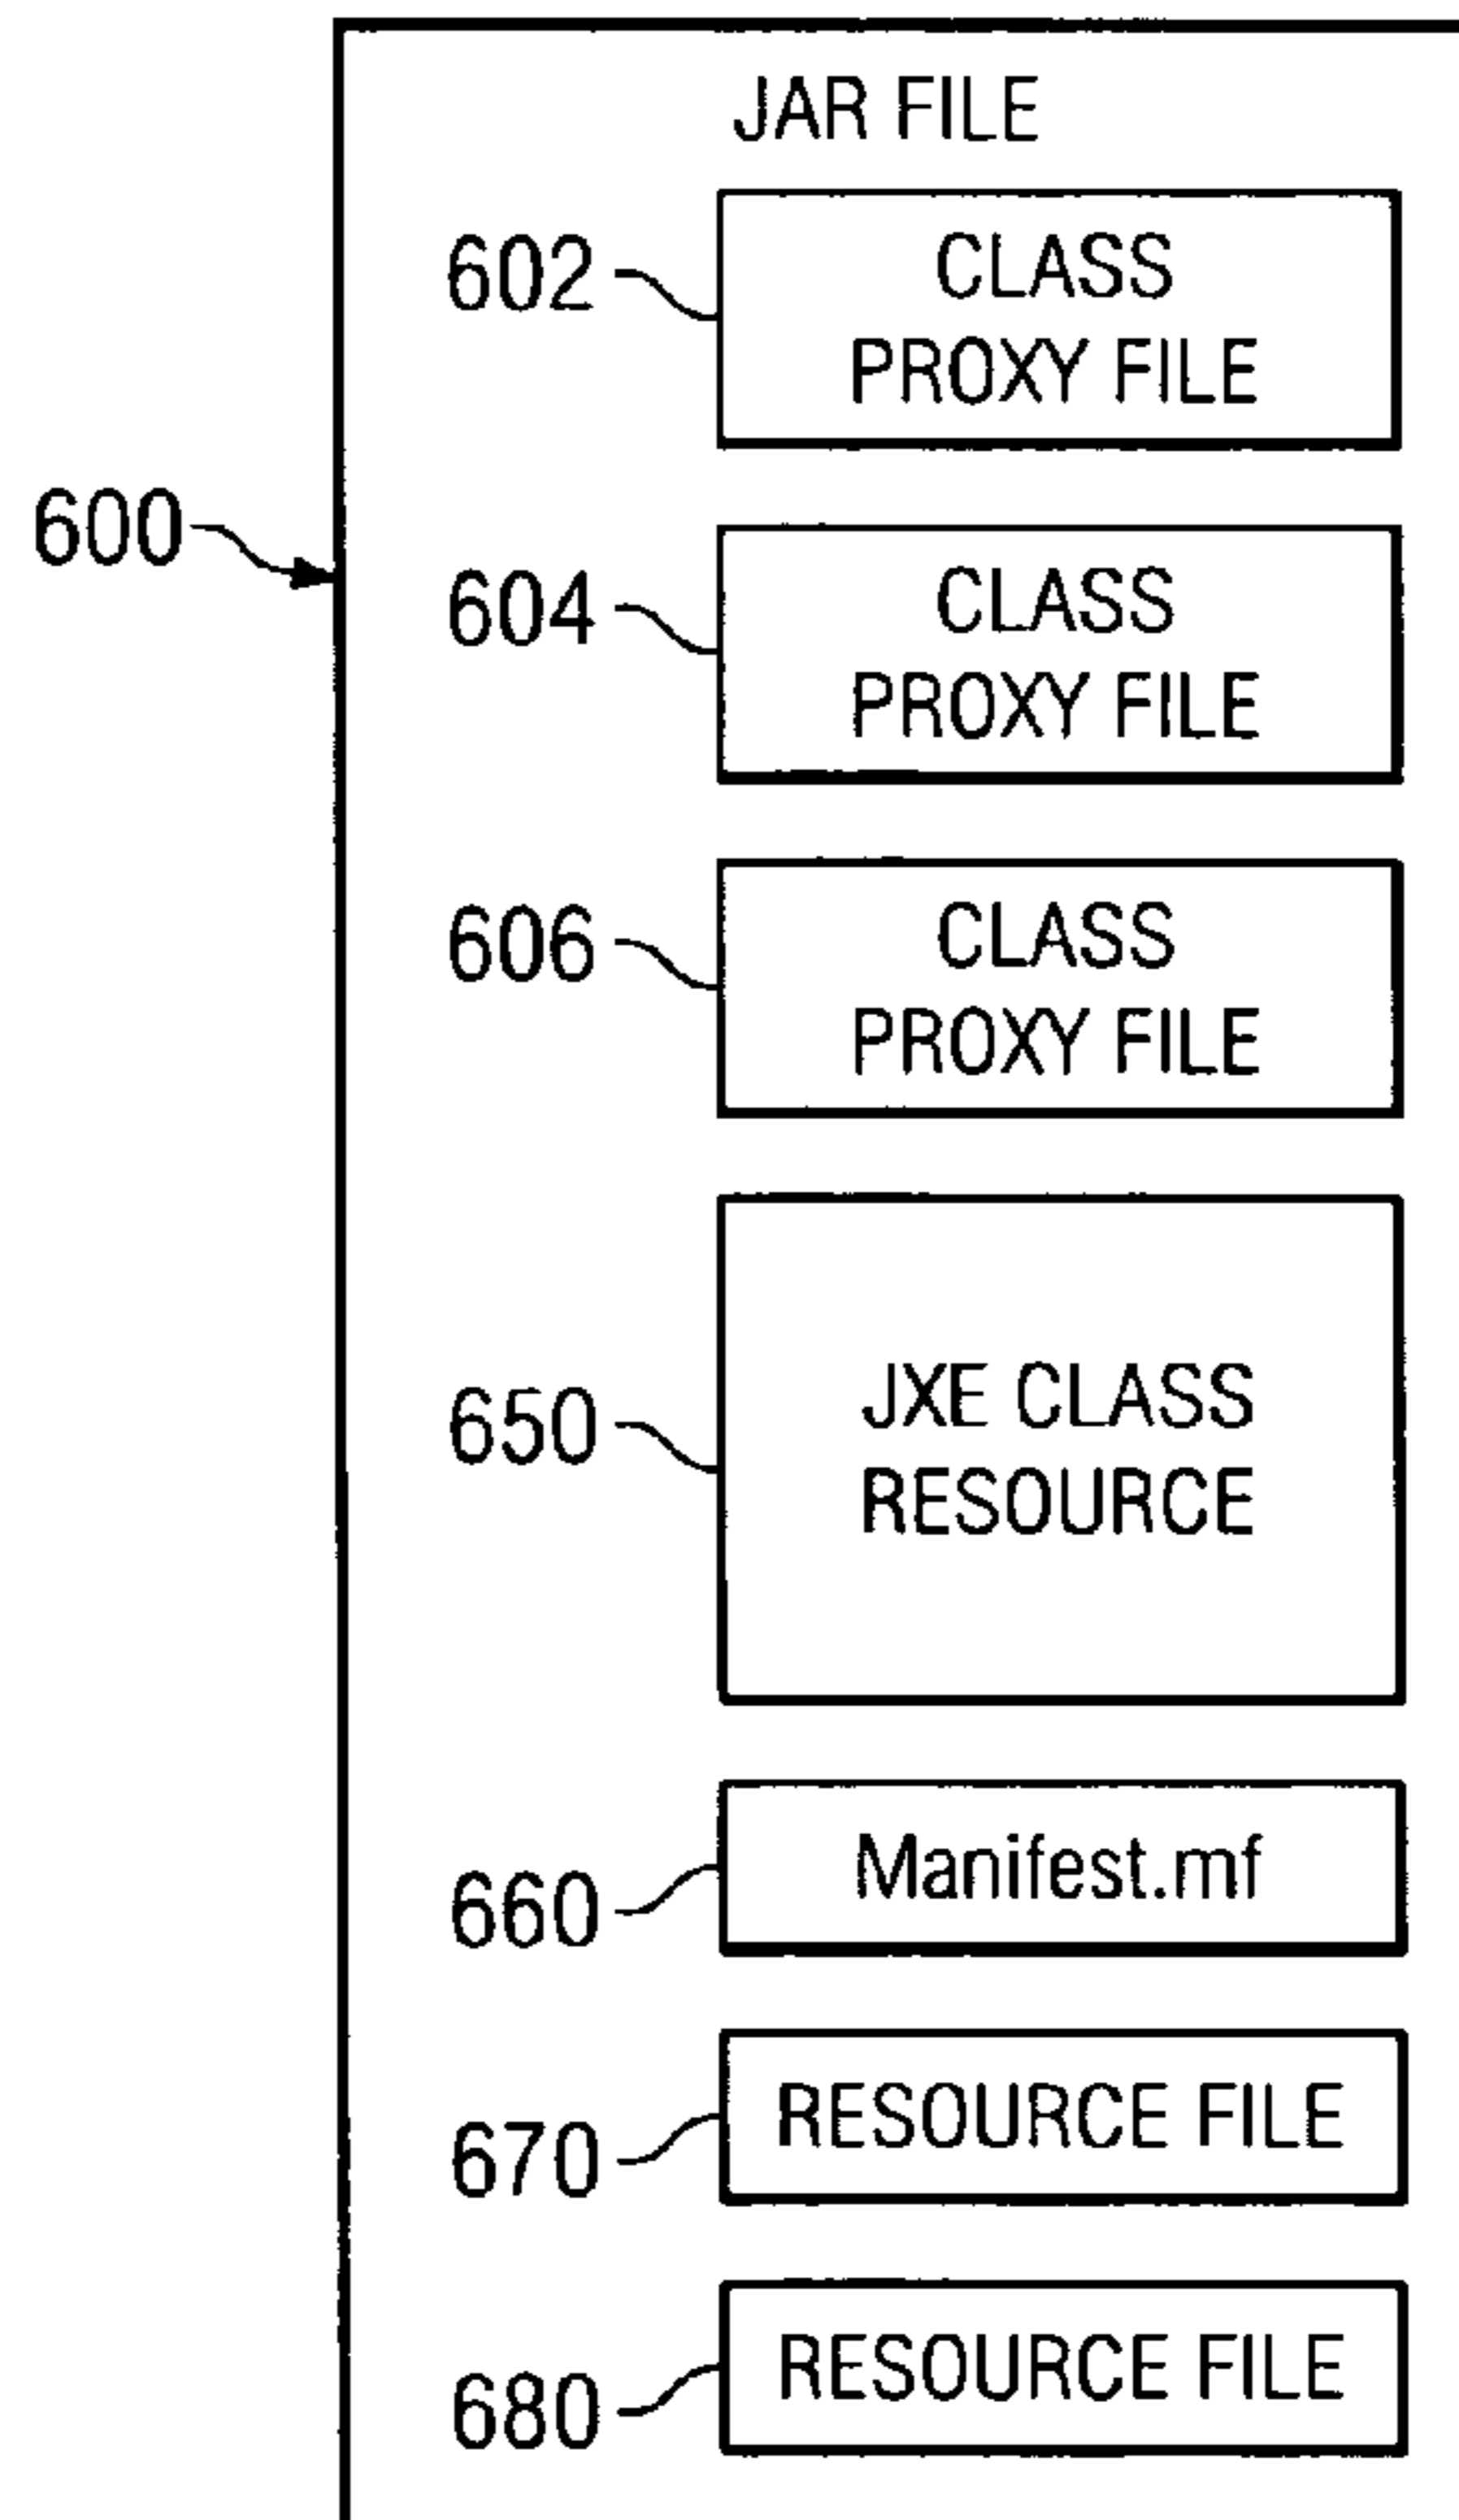 JAR FILE
602
CLASS
PROXY FILE
600
604
CLASS
PROXY FILE
606
CLASS
PROXY FILE
650
JXE CLASS
RESOURCE
660
Manifest.mf
670
RESOURCE FILE
680
RESOURCE FILE